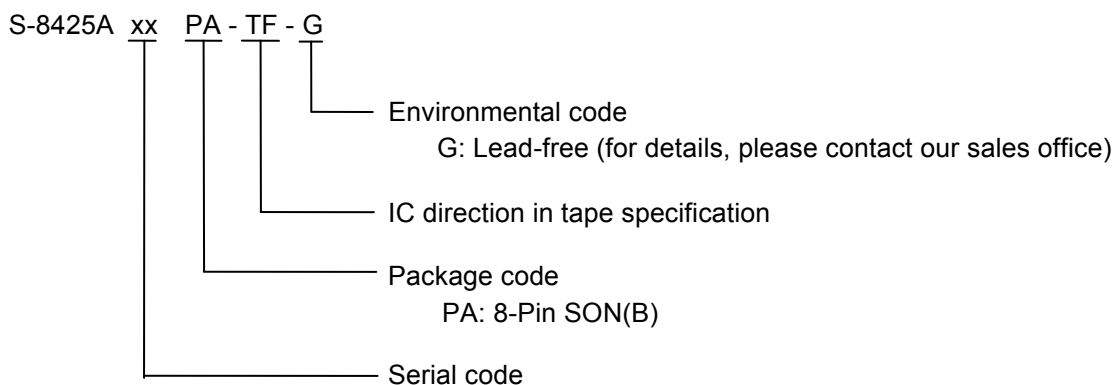 S-8425A xx PA - TF - G
Environmental code
G: Lead-free (for details, please contact our sales office)
IC direction in tape specification
Package code
PA: 8-Pin SON(B)
Serial code